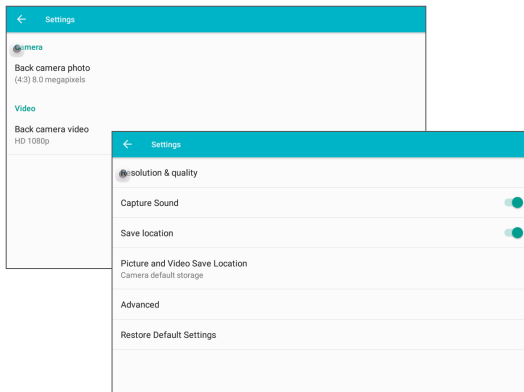 Settings
Camera
Back camera photo
(4:3) 8.0 megapixels
Video
Back camera video
HD 1080p
Settings
Resolution & quality
Capture Sound
Save location
Picture and Video Save Location
Camera default storage
Advanced
Restore Default Settings